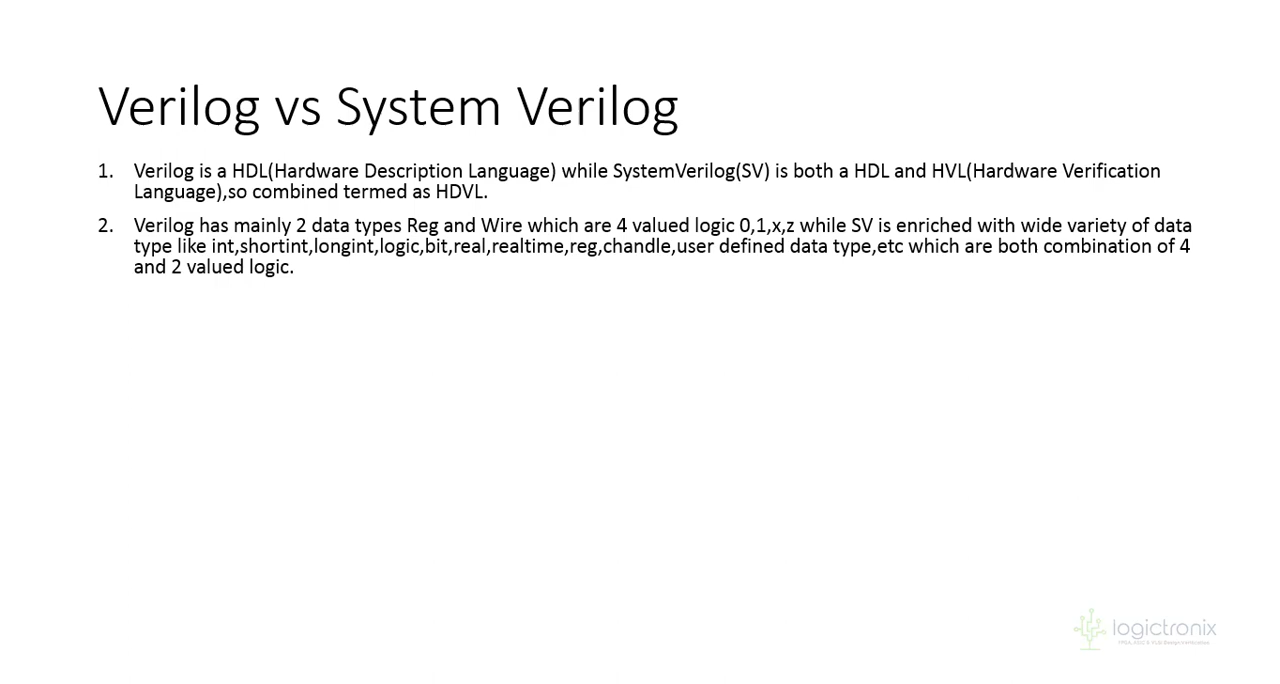 Verilog vs System Verilog
1. Verilog is a HDL(Hardware Description Language) while SystemVerilog(SV) is both a HDL and HVL(Hardware Verification
Language),so combined termed as HDVL.
2. Verilog has mainly 2 data types Reg and Wire which are 4 valued logic 0,1,x,z while SV is enriched with wide variety of data
type like int,shortint,longint,logic,bit,real,realtime,reg,chandle,user defined data type,etc which are both combination of 4
and 2 valued logic.
logictronix